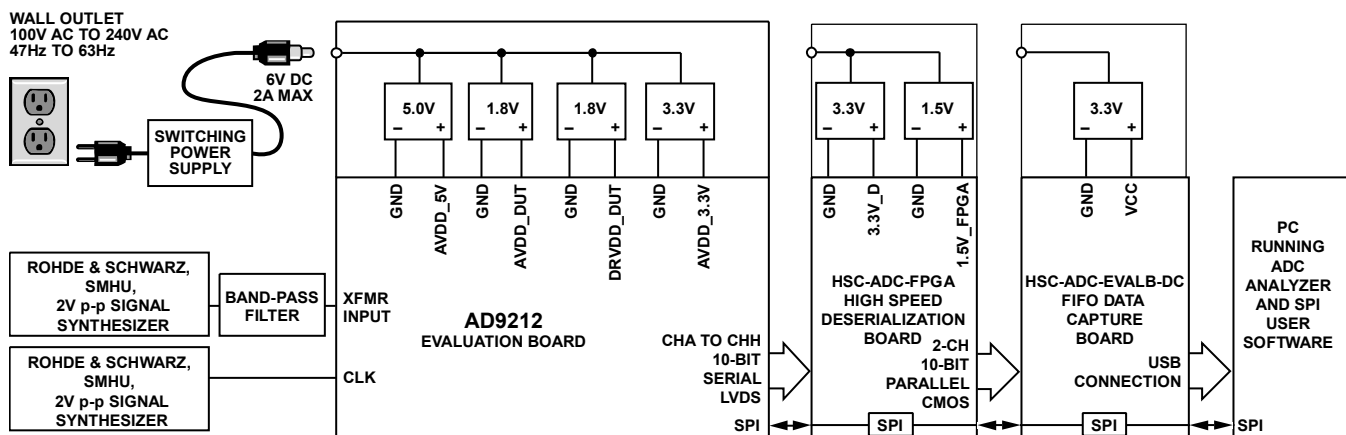 WALL OUTLET
100V AC TO 240V AC
47Hz TO 63Hz
6V DC
2A MAX
SWITCHING
POWER
SUPPLY
5.0V
– +
1.8V
– +
1.8V
– +
3.3V
– +
3.3V
– +
1.5V
– +
3.3V
– +
GND
AVDD_5V
GND
AVDD_DUT
GND
DRVDD_DUT
GND
AVDD_3.3V
GND
3.3V_D
GND
1.5V_FPGA
GND
VCC
ROHDE & SCHWARZ,
SMHU,
2V p-p SIGNAL
SYNTHESIZER
BAND-PASS
FILTER
XFMR
INPUT
ROHDE & SCHWARZ,
SMHU,
2V p-p SIGNAL
SYNTHESIZER
CLK
AD9212
EVALUATION BOARD
CHA TO CHH
10-BIT
SERIAL
LVDS
SPI
HSC-ADC-FPGA
HIGH SPEED
DESERIALIZATION
BOARD
2-CH
10-BIT
PARALLEL
CMOS
SPI
HSC-ADC-EVALB-DC
FIFO DATA
CAPTURE
BOARD
USB
CONNECTION
SPI
PC
RUNNING
ADC
ANALYZER
AND SPI
USER
SOFTWARE
SPI